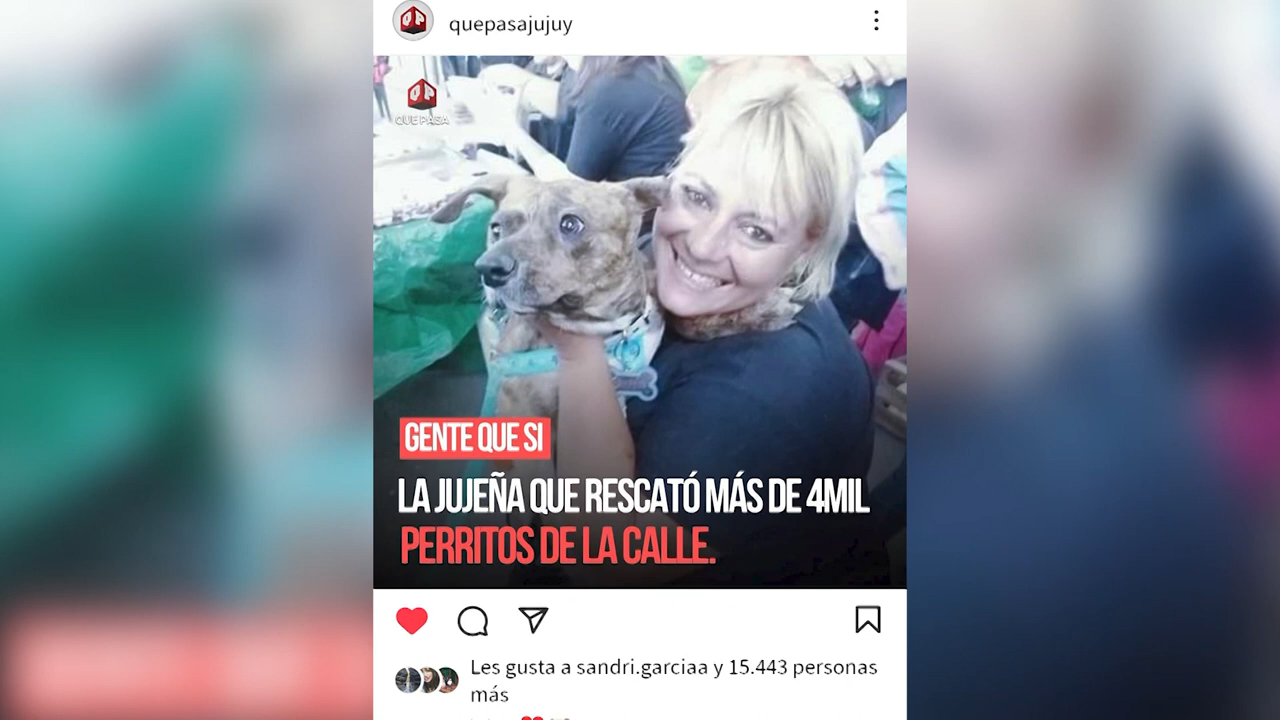 quepasajujuy
QP
QUE PASA
GENTE QUE SI
LA JUJEÑA QUE RESCATÓ MÁS DE 4MIL
PERRITOS DE LA CALLE.
Les gusta a sandri.garciaa y 15.443 personas
más